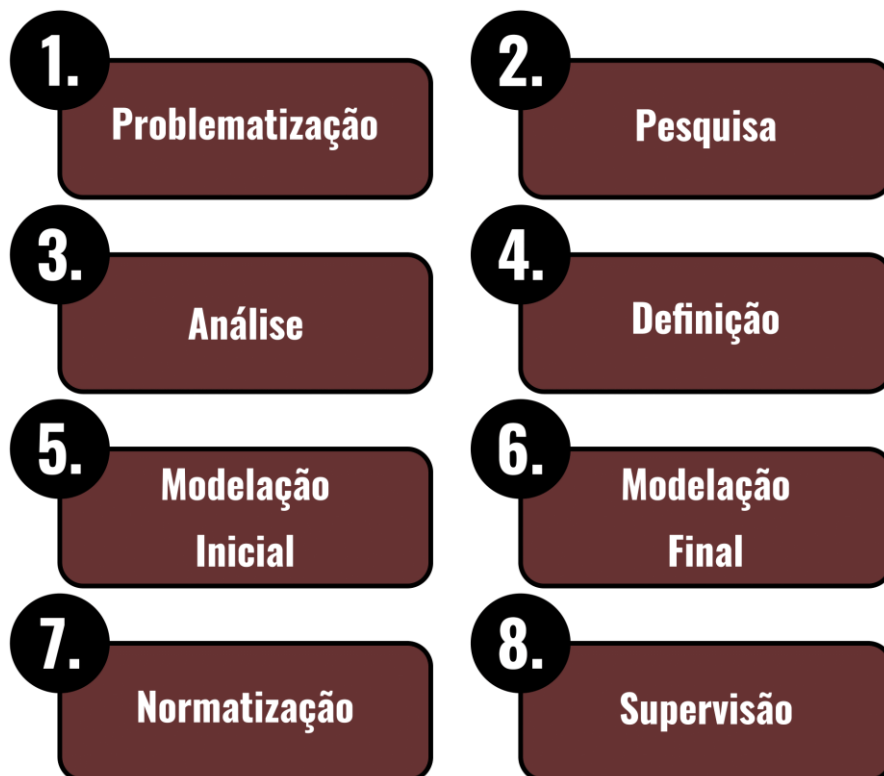 1.
Problematização
2.
Pesquisa
3.
Análise
4.
Definição
5.
Modelação
Inicial
6.
Modelação
Final
7.
Normatização
8.
Supervisão